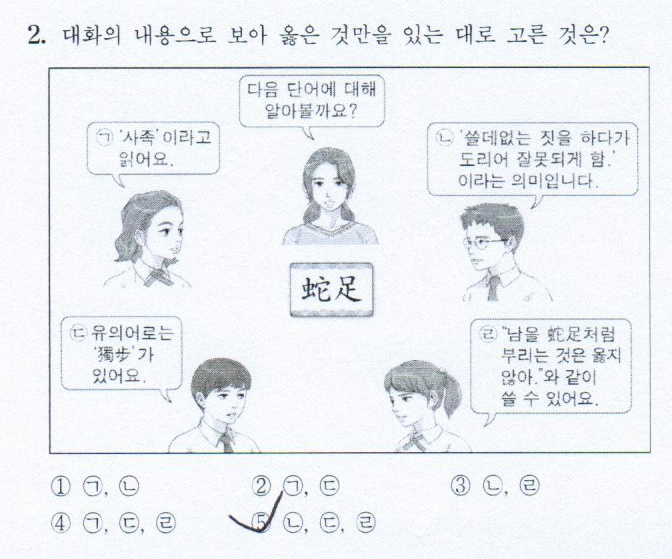 2. 대화의 내용으로 보아 옳은 것만을 있는 대로 고른 것은?
다음 단어에 대해
알아볼까요?
㉠ '사족'이라고
읽어요.
㉡ '쓸데없는 짓을 하다가
도리어 잘못되게 함.'
이라는 의미입니다.
蛇足
㉢ 유의어로는
'獨步'가
있어요.
㉣ "남을 蛇足처럼
부리는 것은 옳지
않아."와 같이
쓸 수 있어요.
① ㉠, ㉡ ② ㉠, ㉢ ③ ㉡, ㉣
④ ㉠, ㉢, ㉣ ⑤ ㉡, ㉢, ㉣